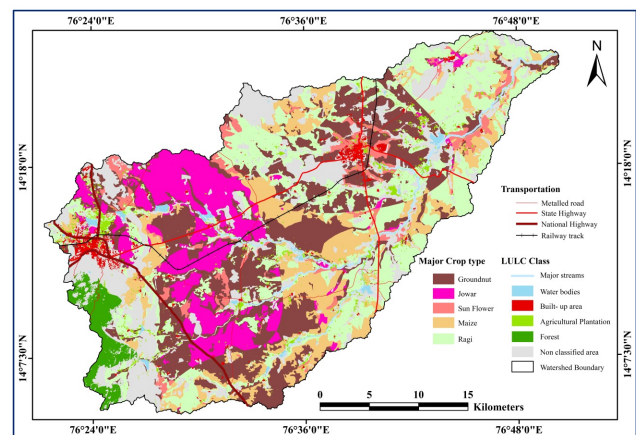 76°24'0"E 76°36'0"E 76°48'0"E
N
14°18'0"N 14°18'0"N
14°7'30"N 14°7'30"N
Transportation
Metalled road
State Highway
National Highway
Railway track
Major Crop type
Groundnut
Jowar
Sun Flower
Maize
Ragi
LULC Class
Major streams
Water bodies
Built- up area
Agricultural Plantation
Forest
Non classified area
Watershed Boundary
0 5 10 15
Kilometers
76°24'0"E 76°36'0"E 76°48'0"E